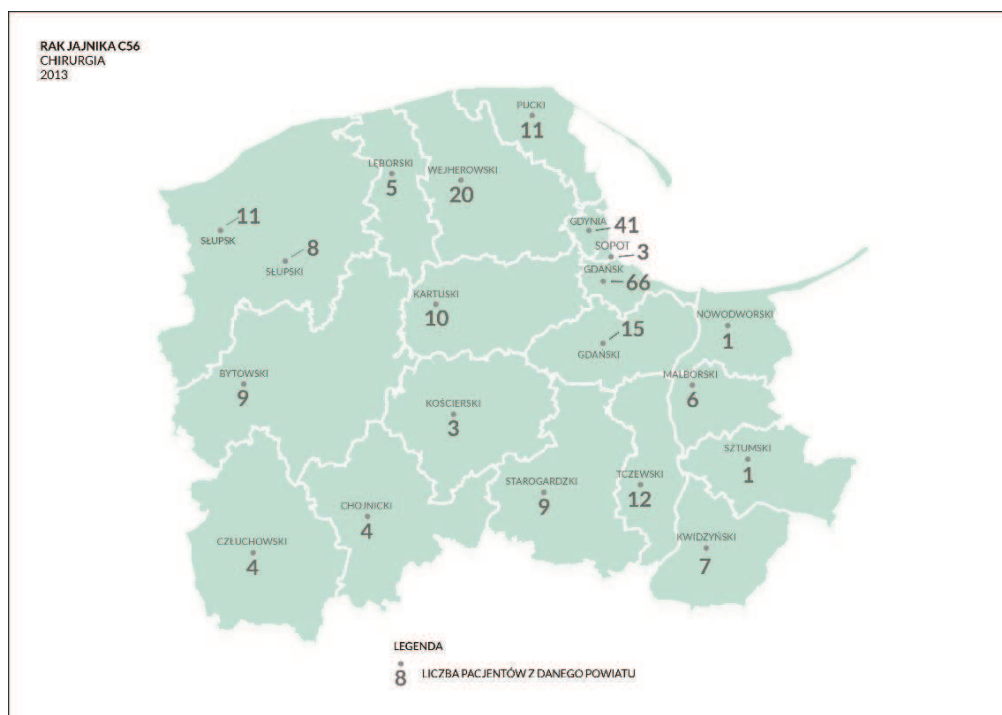 RAK JAJNIKA C56
CHIRURGIA
2013
PUCKI
11
LĘBORSKI
5
WEJHEROWSKI
20
GDYNIA
41
SOPOT
3
GDAŃSK
66
11
SŁUPSK
8
SŁUPSKI
KARTUSKI
10
15
GDAŃSKI
NOWODWORSKI
1
BYTOWSKI
9
KOŚCIERSKI
3
MALBORSKI
6
SZTUMSKI
1
STAROGARDZKI
9
TCZEWSKI
12
CHOJNICKI
4
CZŁUCHOWSKI
4
KWIDZYŃSKI
7
LEGENDA
8 LICZBA PACJENTÓW Z DANEGO POWIATU